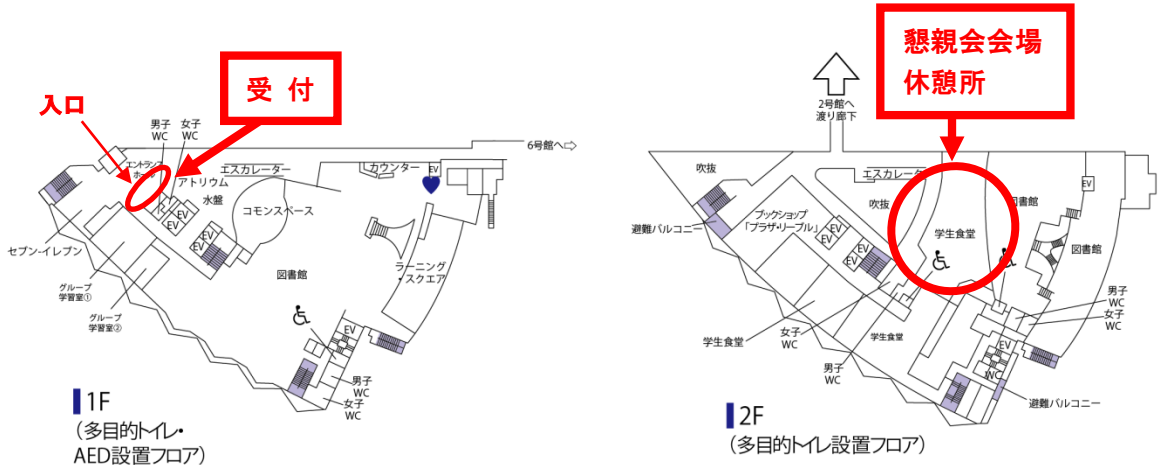 受 付
入口
男子
WC
女子
WC
6号館へ⇨
エントランス
ホール
アトリウム
水盤
エスカレーター
カウンター
EV
コモンスペース
EV
EV
EV
EV
セブン-イレブン
図書館
ラーニング
・スクエア
グループ
学習室①
グループ
学習室②
EV
男子
WC
女子
WC
1F
(多目的トイレ・
AED設置フロア)
懇親会会場
休憩所
2号館へ
渡り廊下
吹抜
エスカレーター
吹抜
図書館
EV
避難バルコニー
ブックショップ
「プラザ・リーブル」
EV
EV
EV
EV
学生食堂
図書館
学生食堂
女子
WC
学生食堂
男子
WC
男子
WC
女子
WC
EV
WC
避難バルコニー
2F
(多目的トイレ設置フロア)